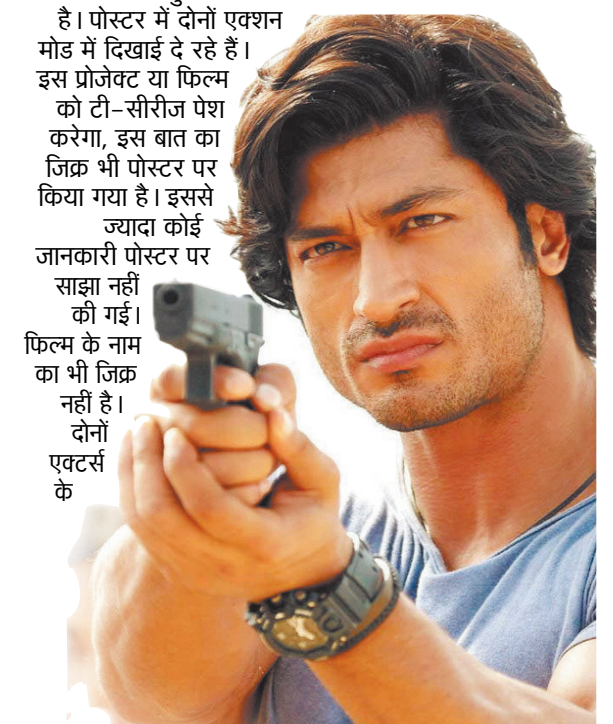 है। पोस्टर में दोनों एक्शन
मोड में दिखाई दे रहे हैं।
इस प्रोजेक्ट या फिल्म
को टी-सीरीज पेश
करेगा, इस बात का
जिक्र भी पोस्टर पर
किया गया है। इससे
ज्यादा कोई
जानकारी पोस्टर पर
साझा नहीं
की गई।
फिल्म के नाम
का भी जिक्र
नहीं है।
दोनों
एक्टर्स
के